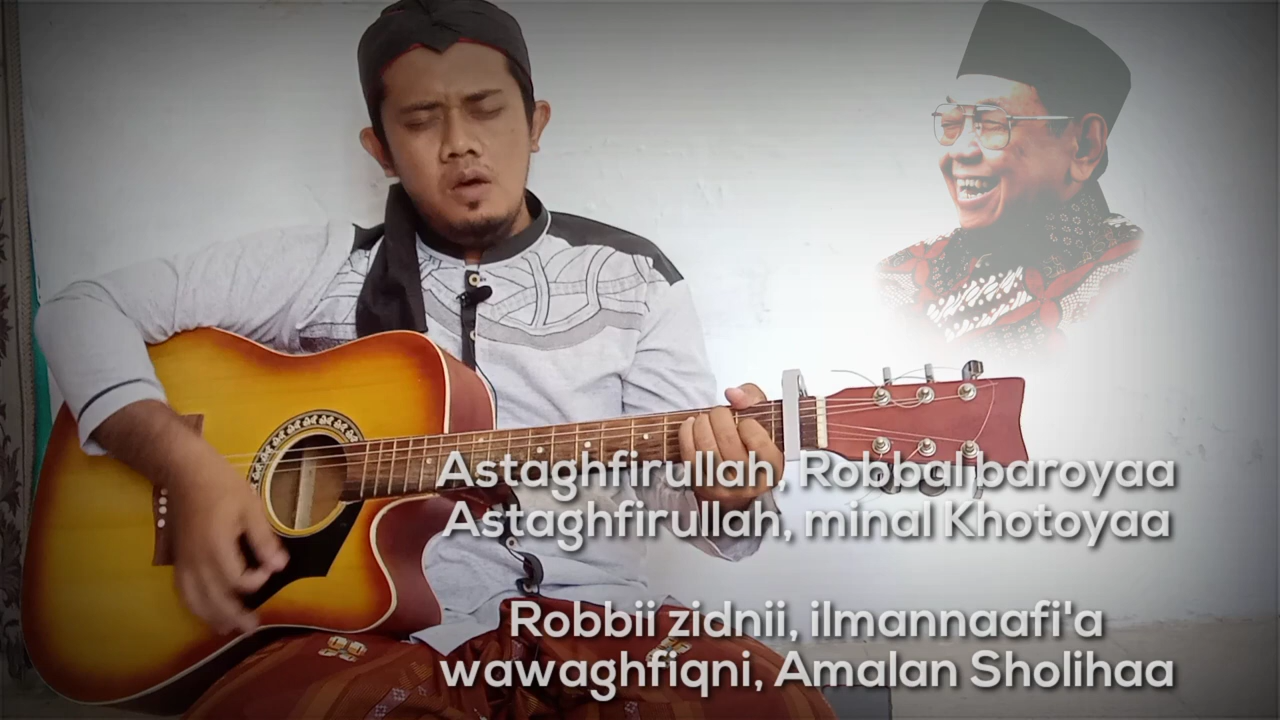 Astaghfirullah, Robbal baroyaa
Astaghfirullah, minal Khotoyaa
Robbii zidnii, ilmannaafi'a
wawaghfiqni, Amalan Sholihaa